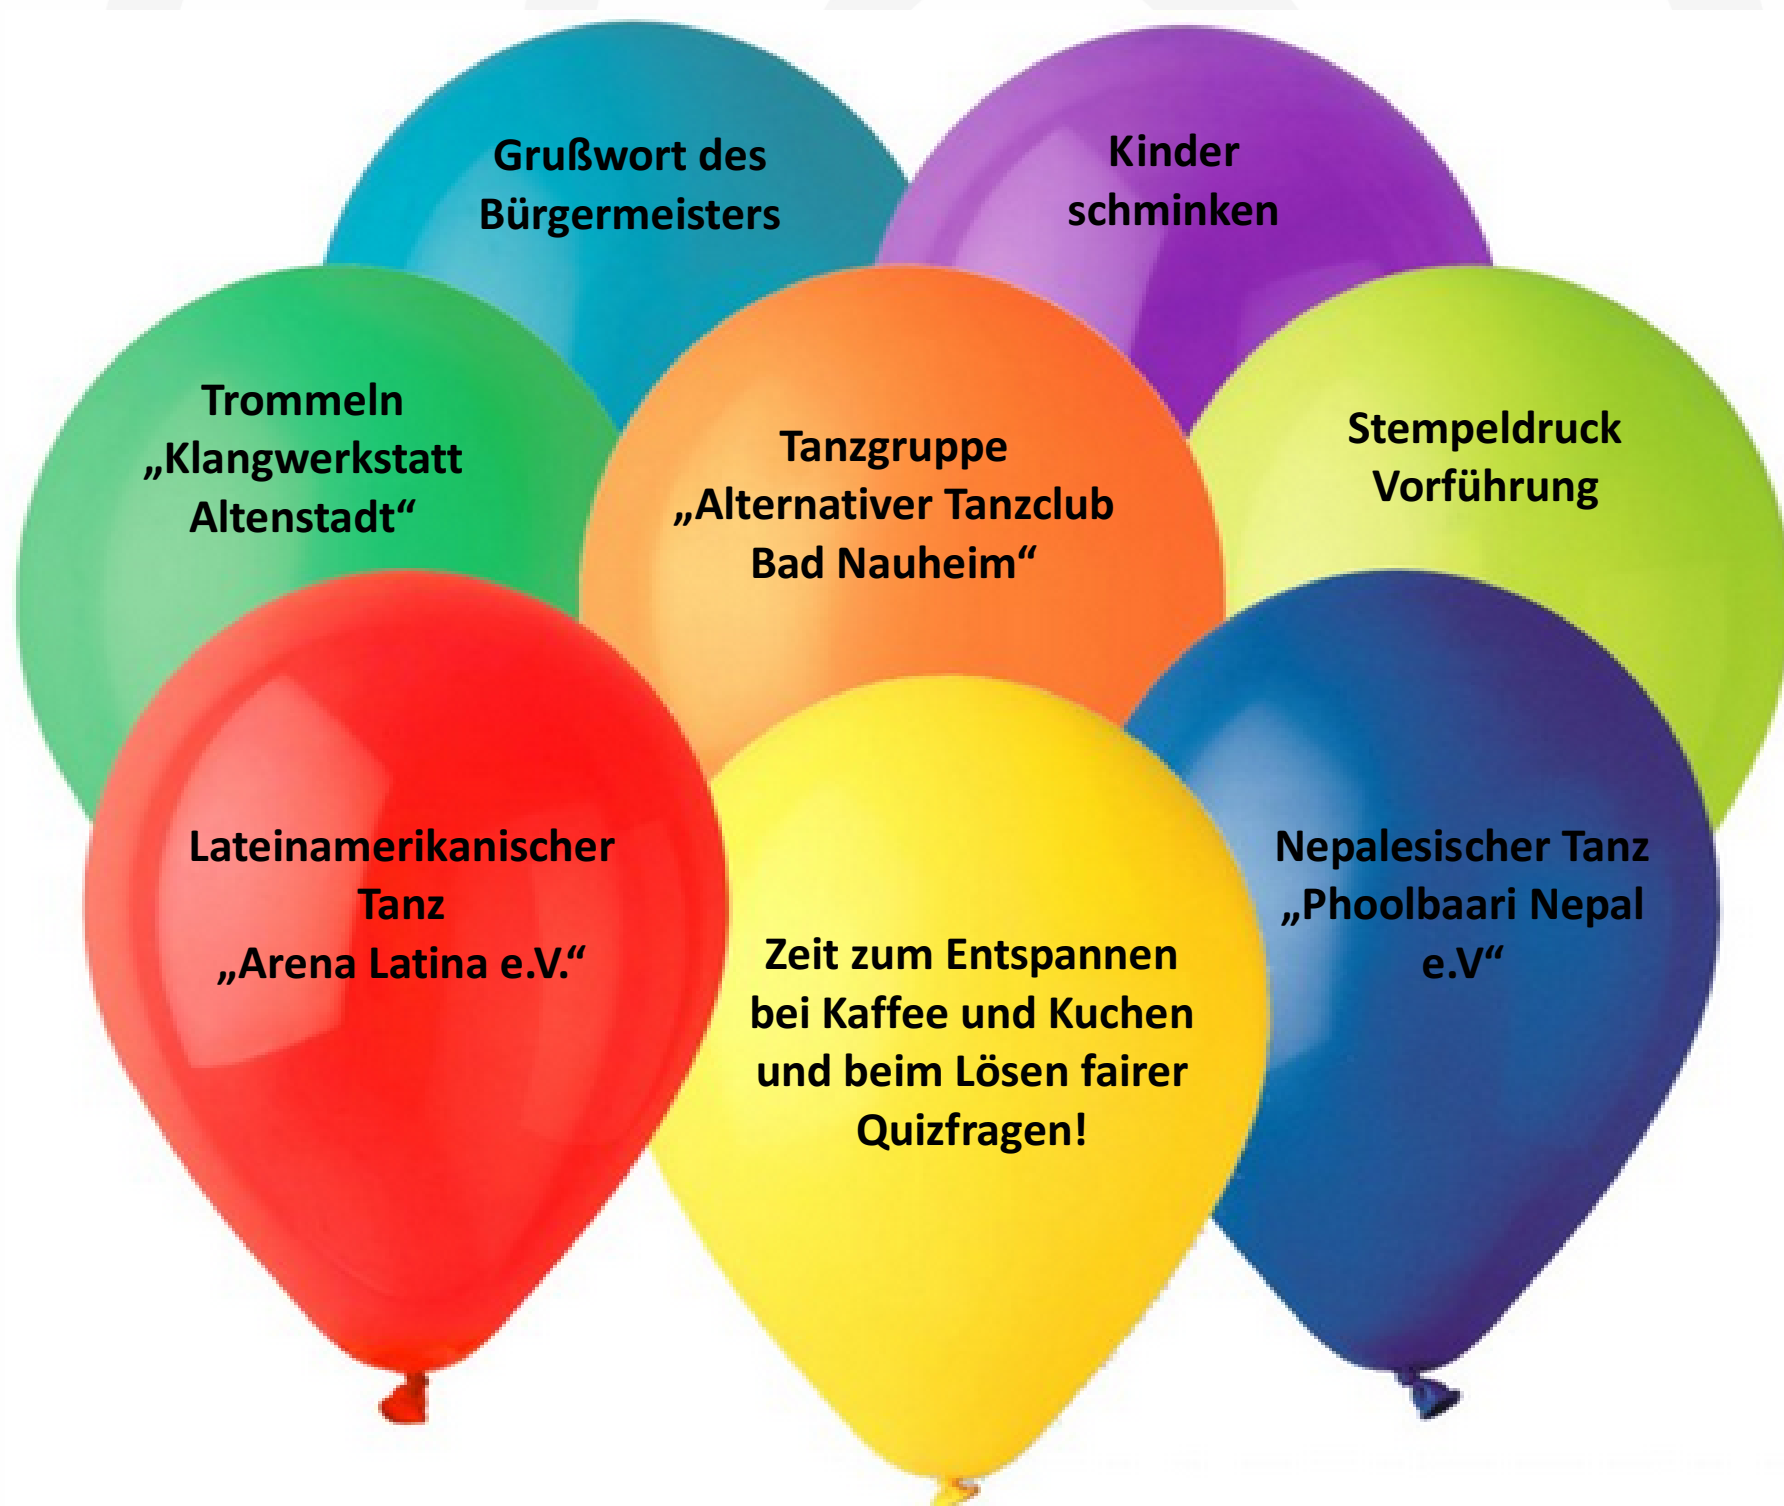 Grußwort des
Bürgermeisters
Kinder
schminken
Trommeln
„Klangwerkstatt
Altenstadt“
Tanzgruppe
„Alternativer Tanzclub
Bad Nauheim“
Stempeldruck
Vorführung
Lateinamerikanischer
Tanz
„Arena Latina e.V.“
Zeit zum Entspannen
bei Kaffee und Kuchen
und beim Lösen fairer
Quizfragen!
Nepalesischer Tanz
„Phoolbaari Nepal
e.V“